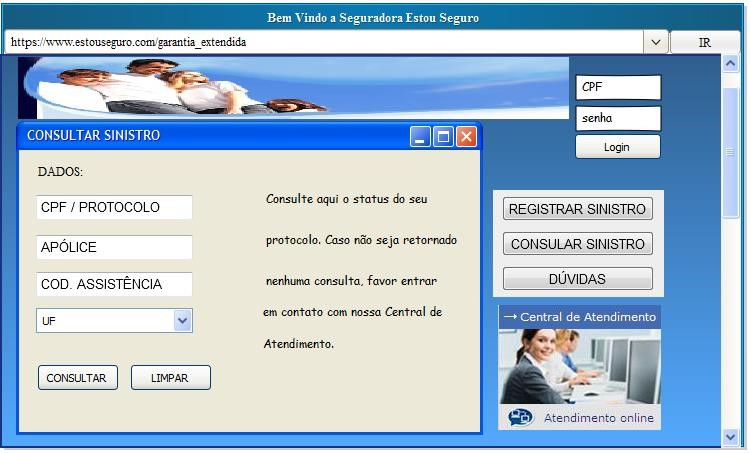 Bem Vindo a Seguradora Estou Seguro
https://www.estouseguro.com/garantia_extendida
IR
CPF
senha
Login
CONSULTAR SINISTRO
DADOS:
CPF / PROTOCOLO
APÓLICE
COD. ASSISTÊNCIA
UF
CONSULTAR
LIMPAR
Consulte aqui o status do seu
protocolo. Caso não seja retornado
nenhuma consulta, favor entrar
em contato com nossa Central de
Atendimento.
REGISTRAR SINISTRO
CONSULAR SINISTRO
DÚVIDAS
→ Central de Atendimento
Atendimento online